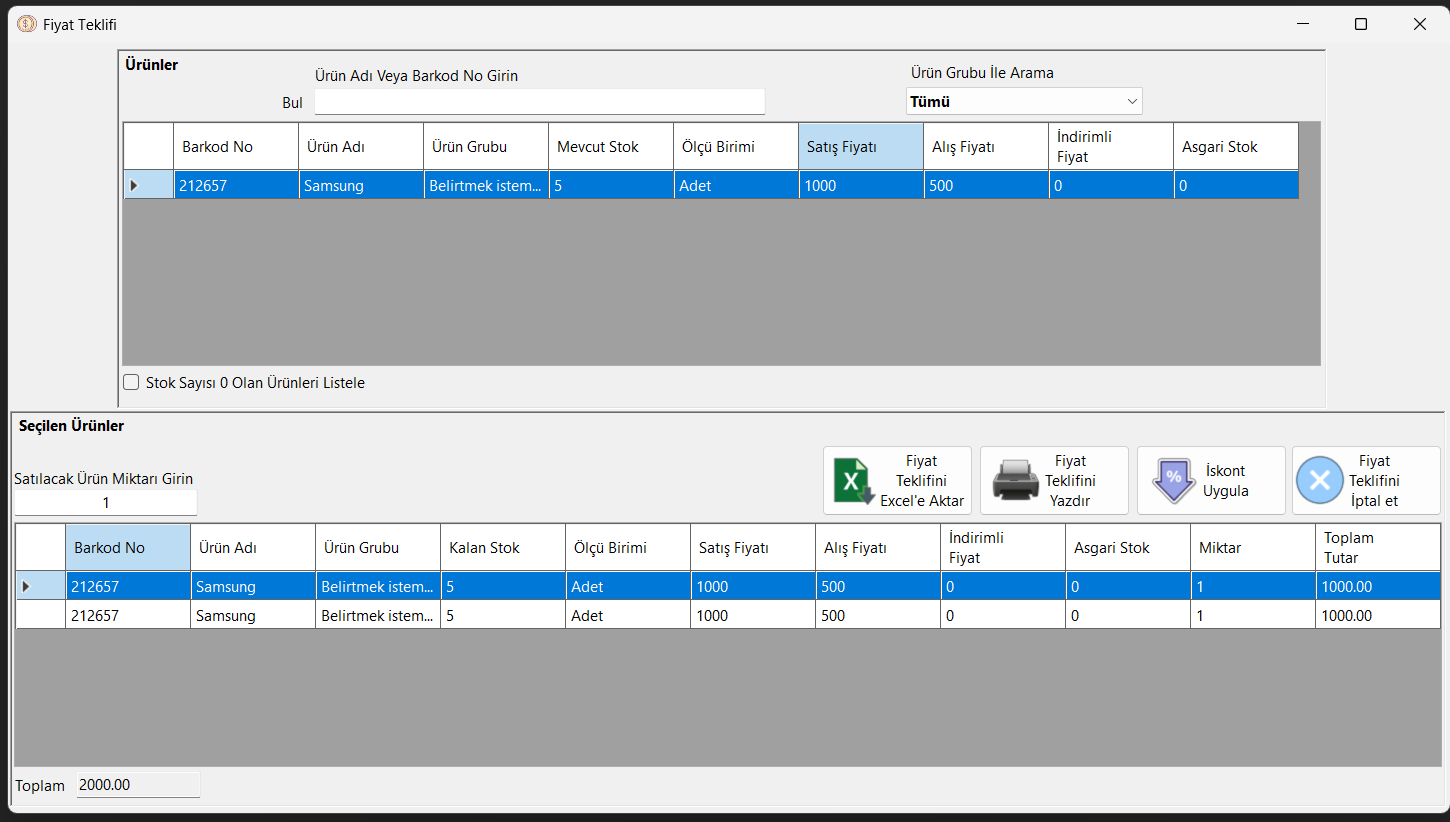 Fiyat Teklifi
Ürünler
Ürün Adı Veya Barkod No Girin
Ürün Grubu İle Arama
Bul
Tümü
Barkod No Ürün Adı Ürün Grubu Mevcut Stok Ölçü Birimi Satış Fiyatı Alış Fiyatı İndirimli Fiyat Asgari Stok
212657 Samsung Belirtmek istem... 5 Adet 1000 500 0 0
Stok Sayısı 0 Olan Ürünleri Listele
Seçilen Ürünler
Satılacak Ürün Miktarı Girin
1
Fiyat
Teklifini
Excel'e Aktar
Fiyat
Teklifini
Yazdır
%
İskont
Uygula
Fiyat
Teklifini
İptal et
Barkod No Ürün Adı Ürün Grubu Kalan Stok Ölçü Birimi Satış Fiyatı Alış Fiyatı İndirimli Fiyat Asgari Stok Miktar Toplam Tutar
212657 Samsung Belirtmek istem... 5 Adet 1000 500 0 0 1 1000.00
212657 Samsung Belirtmek istem... 5 Adet 1000 500 0 0 1 1000.00
Toplam 2000.00